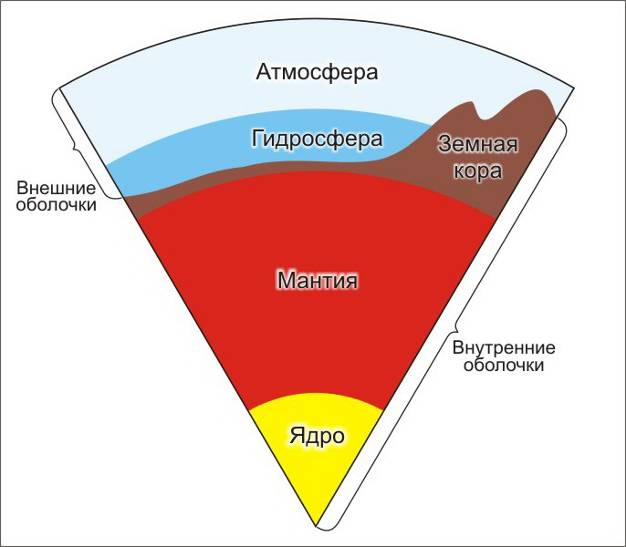 Атмосфера
Гидросфера
Земная
кора
Внешние
оболочки
Мантия
Внутренние
оболочки
Ядро